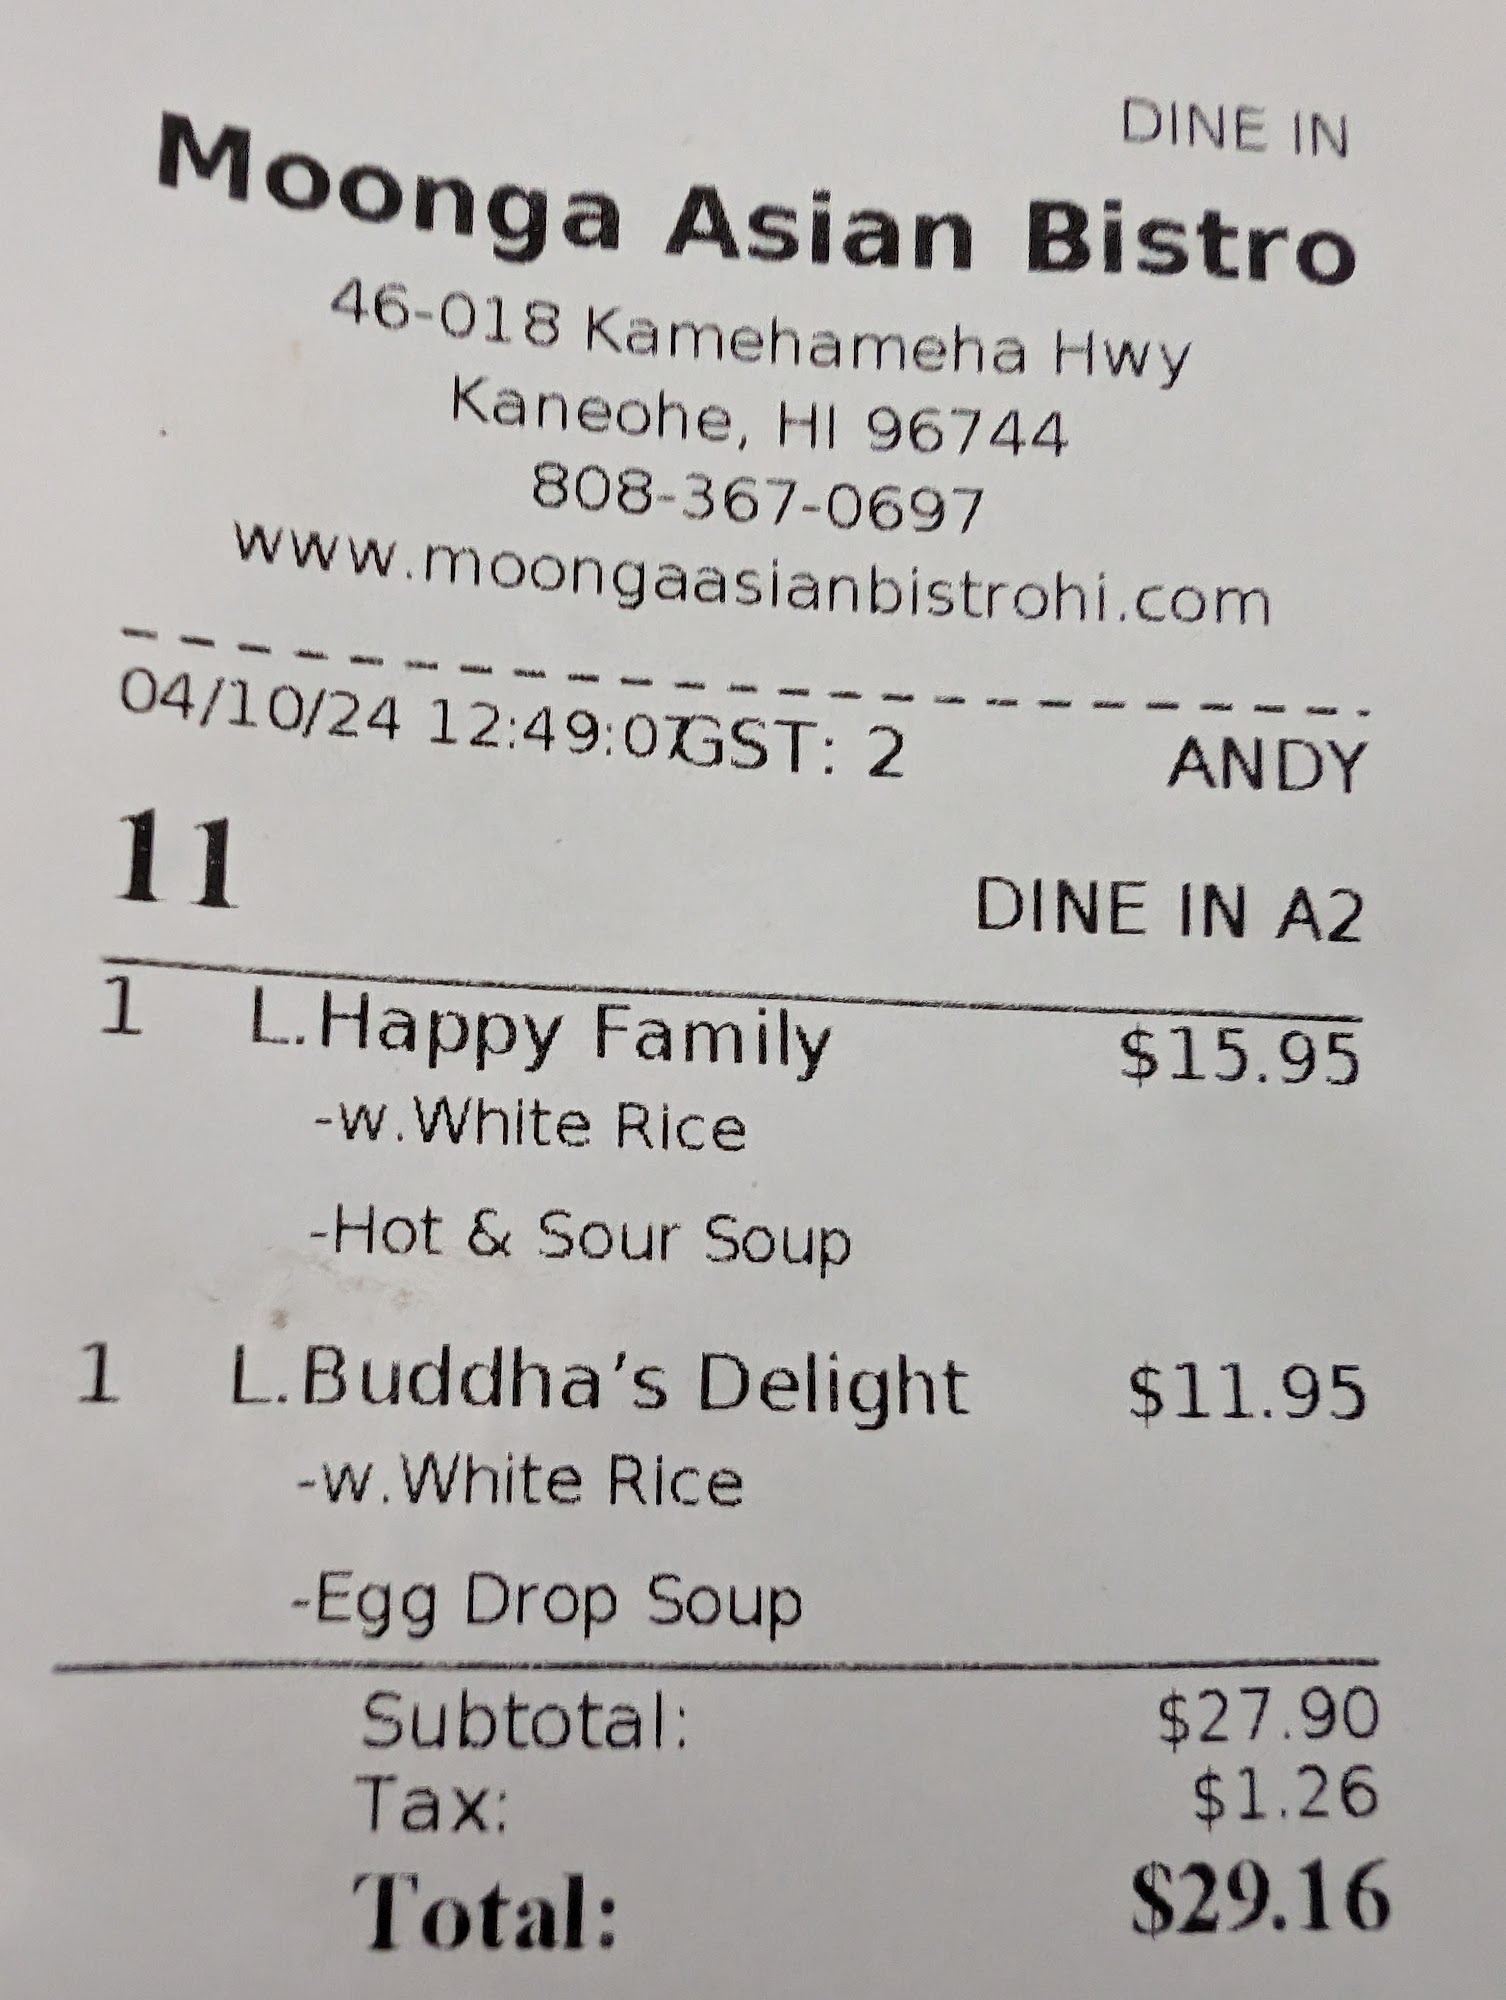 DINE IN
Moonga Asian Bistro
46-018 Kamehameha Hwy
Kaneohe, HI 96744
808-367-0697
www.moongaasianbistrohi.com
04/10/24 12:49:07 GST: 2 ANDY
11 DINE IN A2
1 L.Happy Family $15.95
-w.White Rice
-Hot & Sour Soup
1 L.Buddha's Delight $11.95
-w.White Rice
-Egg Drop Soup
Subtotal: $27.90
Tax: $1.26
Total: $29.16